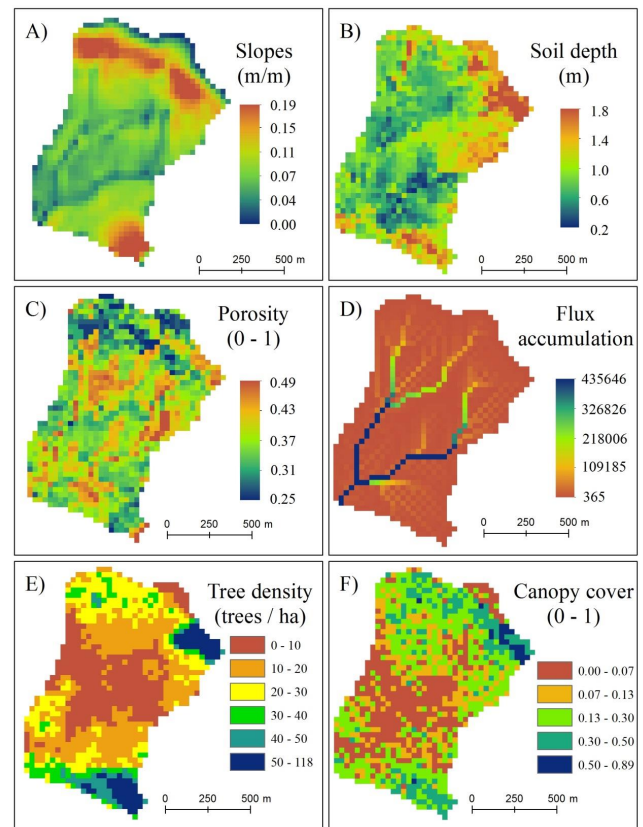 A)
Slopes
(m/m)
0.19
0.15
0.11
0.07
0.04
0.00
0 250 500 m
B)
Soil depth
(m)
1.8
1.4
1.0
0.6
0.2
0 250 500 m
C)
Porosity
(0 - 1)
0.49
0.43
0.37
0.31
0.25
0 250 500 m
D)
Flux
accumulation
435646
326826
218006
109185
365
0 250 500 m
E)
Tree density
(trees / ha)
0 - 10
10 - 20
20 - 30
30 - 40
40 - 50
50 - 118
0 250 500 m
F)
Canopy cover
(0 - 1)
0.00 - 0.07
0.07 - 0.13
0.13 - 0.30
0.30 - 0.50
0.50 - 0.89
0 250 500 m